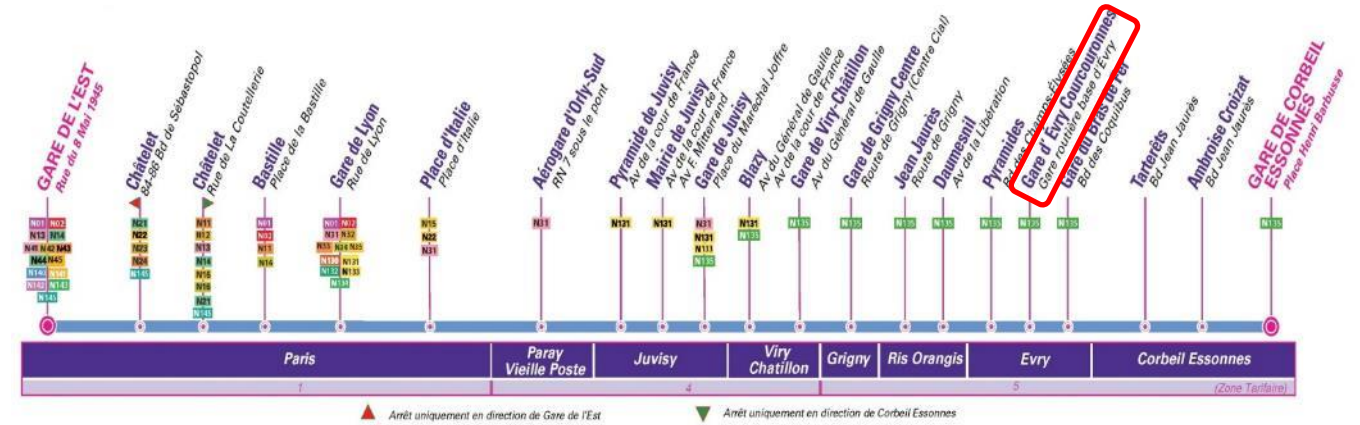 GARE DE L'EST
Rue du 8 Mai 1945
Châtelet
84-86 Bd de Sébastopol
Châtelet
Rue de La Coutellerie
Bastille
Place de la Bastille
Gare de Lyon
Rue de Lyon
Place d'Italie
Place d'Italie
Aérogare d'Orly-Sud
RN 7 sous le pont
Pyramide de Juvisy
Av de la cour de France
Mairie de Juvisy
Av de la cour de France
Av F. Mitterrand
Gare de Juvisy
Place du Marechal Joffre
Blazy
Av du Général de Gaulle
Av de la cour de France
Gare de Viry-Châtillon
Av du Général de Gaulle
Gare de Grigny Centre
Route de Grigny (Centre Cial)
Jean Jaurès
Route de Grigny
Daumesnil
Av de la Libération
Pyramides
Bd des Champs-Élysées
Gare d'Évry Courcouronnes
Gare routière base d'Évry
Gare du Bras de Fer
Bd des Coquibus
Tarterêts
Bd Jean Jaurès
Ambroise Croizat
Bd Jean Jaurès
GARE DE CORBEIL
ESSONNES
Place Henri Barbusse
N01 N02
N13 N14
N41 N42 N43
N44 N45
N140 N141
N142 N143
N145
N21
N22
N23
N24
N145
N11
N12
N13
N14
N16
N16
N21
N145
N01
N02
N11
N16
N01 N02
N31 N32
N33 N34 N35
N130 N131
N132 N133
N134
N15
N22
N31
N31
N131
N131
N31
N131
N133
N135
N131
N135
N135
N135
N135
N135
N135
N135
N135
N135
Paris
Paray
Vieille Poste
Juvisy
Viry
Chatillon
Grigny
Ris Orangis
Evry
Corbeil Essonnes
1
4
5
(Zone Tarifaire)
Arrêt uniquement en direction de Gare de l'Est
Arrêt uniquement en direction de Corbeil Essonnes